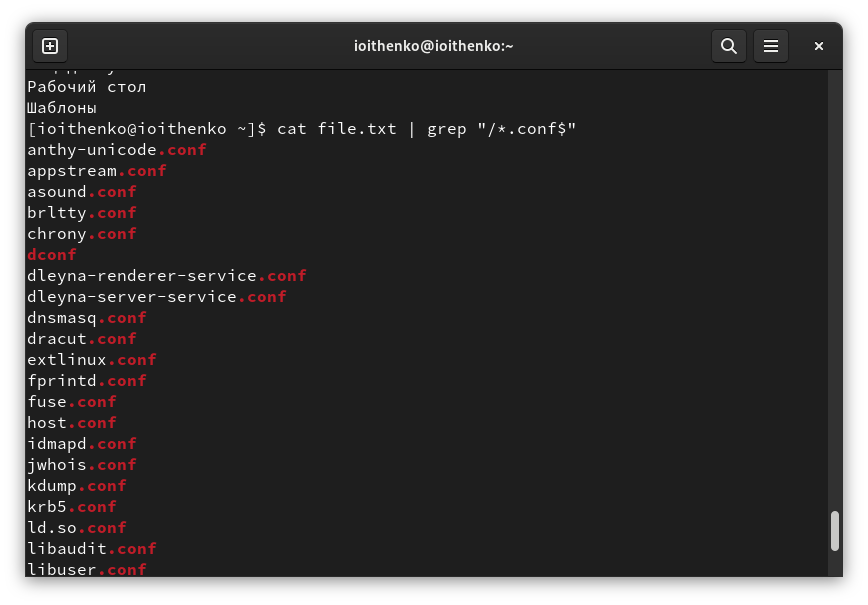 ioithenko@ioithenko:~
Рабочий стол
Шаблоны
[ioithenko@ioithenko ~]$ cat file.txt | grep "/*.conf$"
anthy-unicode.conf
appstream.conf
asound.conf
brltty.conf
chrony.conf
dconf
dleyna-renderer-service.conf
dleyna-server-service.conf
dnsmasq.conf
dracut.conf
extlinux.conf
fprintd.conf
fuse.conf
host.conf
idmapd.conf
jwhois.conf
kdump.conf
krb5.conf
ld.so.conf
libaudit.conf
libuser.conf